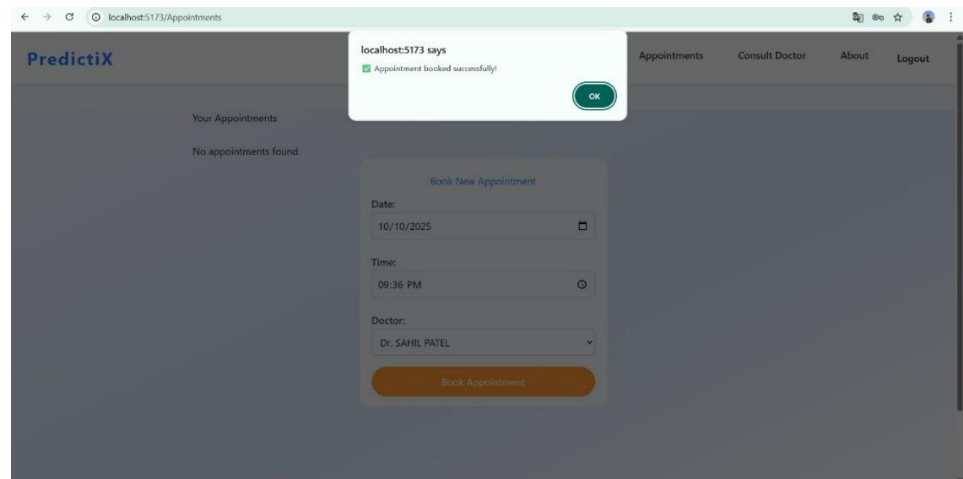 localhost:5173/Appointments
PredictiX
localhost:5173 says
✅ Appointment booked successfully!
OK
Appointments Consult Doctor About Logout
Your Appointments
No appointments found.
Book New Appointment
Date:
10/10/2025
Time:
09:36 PM
Doctor:
Dr. SAHIL PATEL
Book Appointment